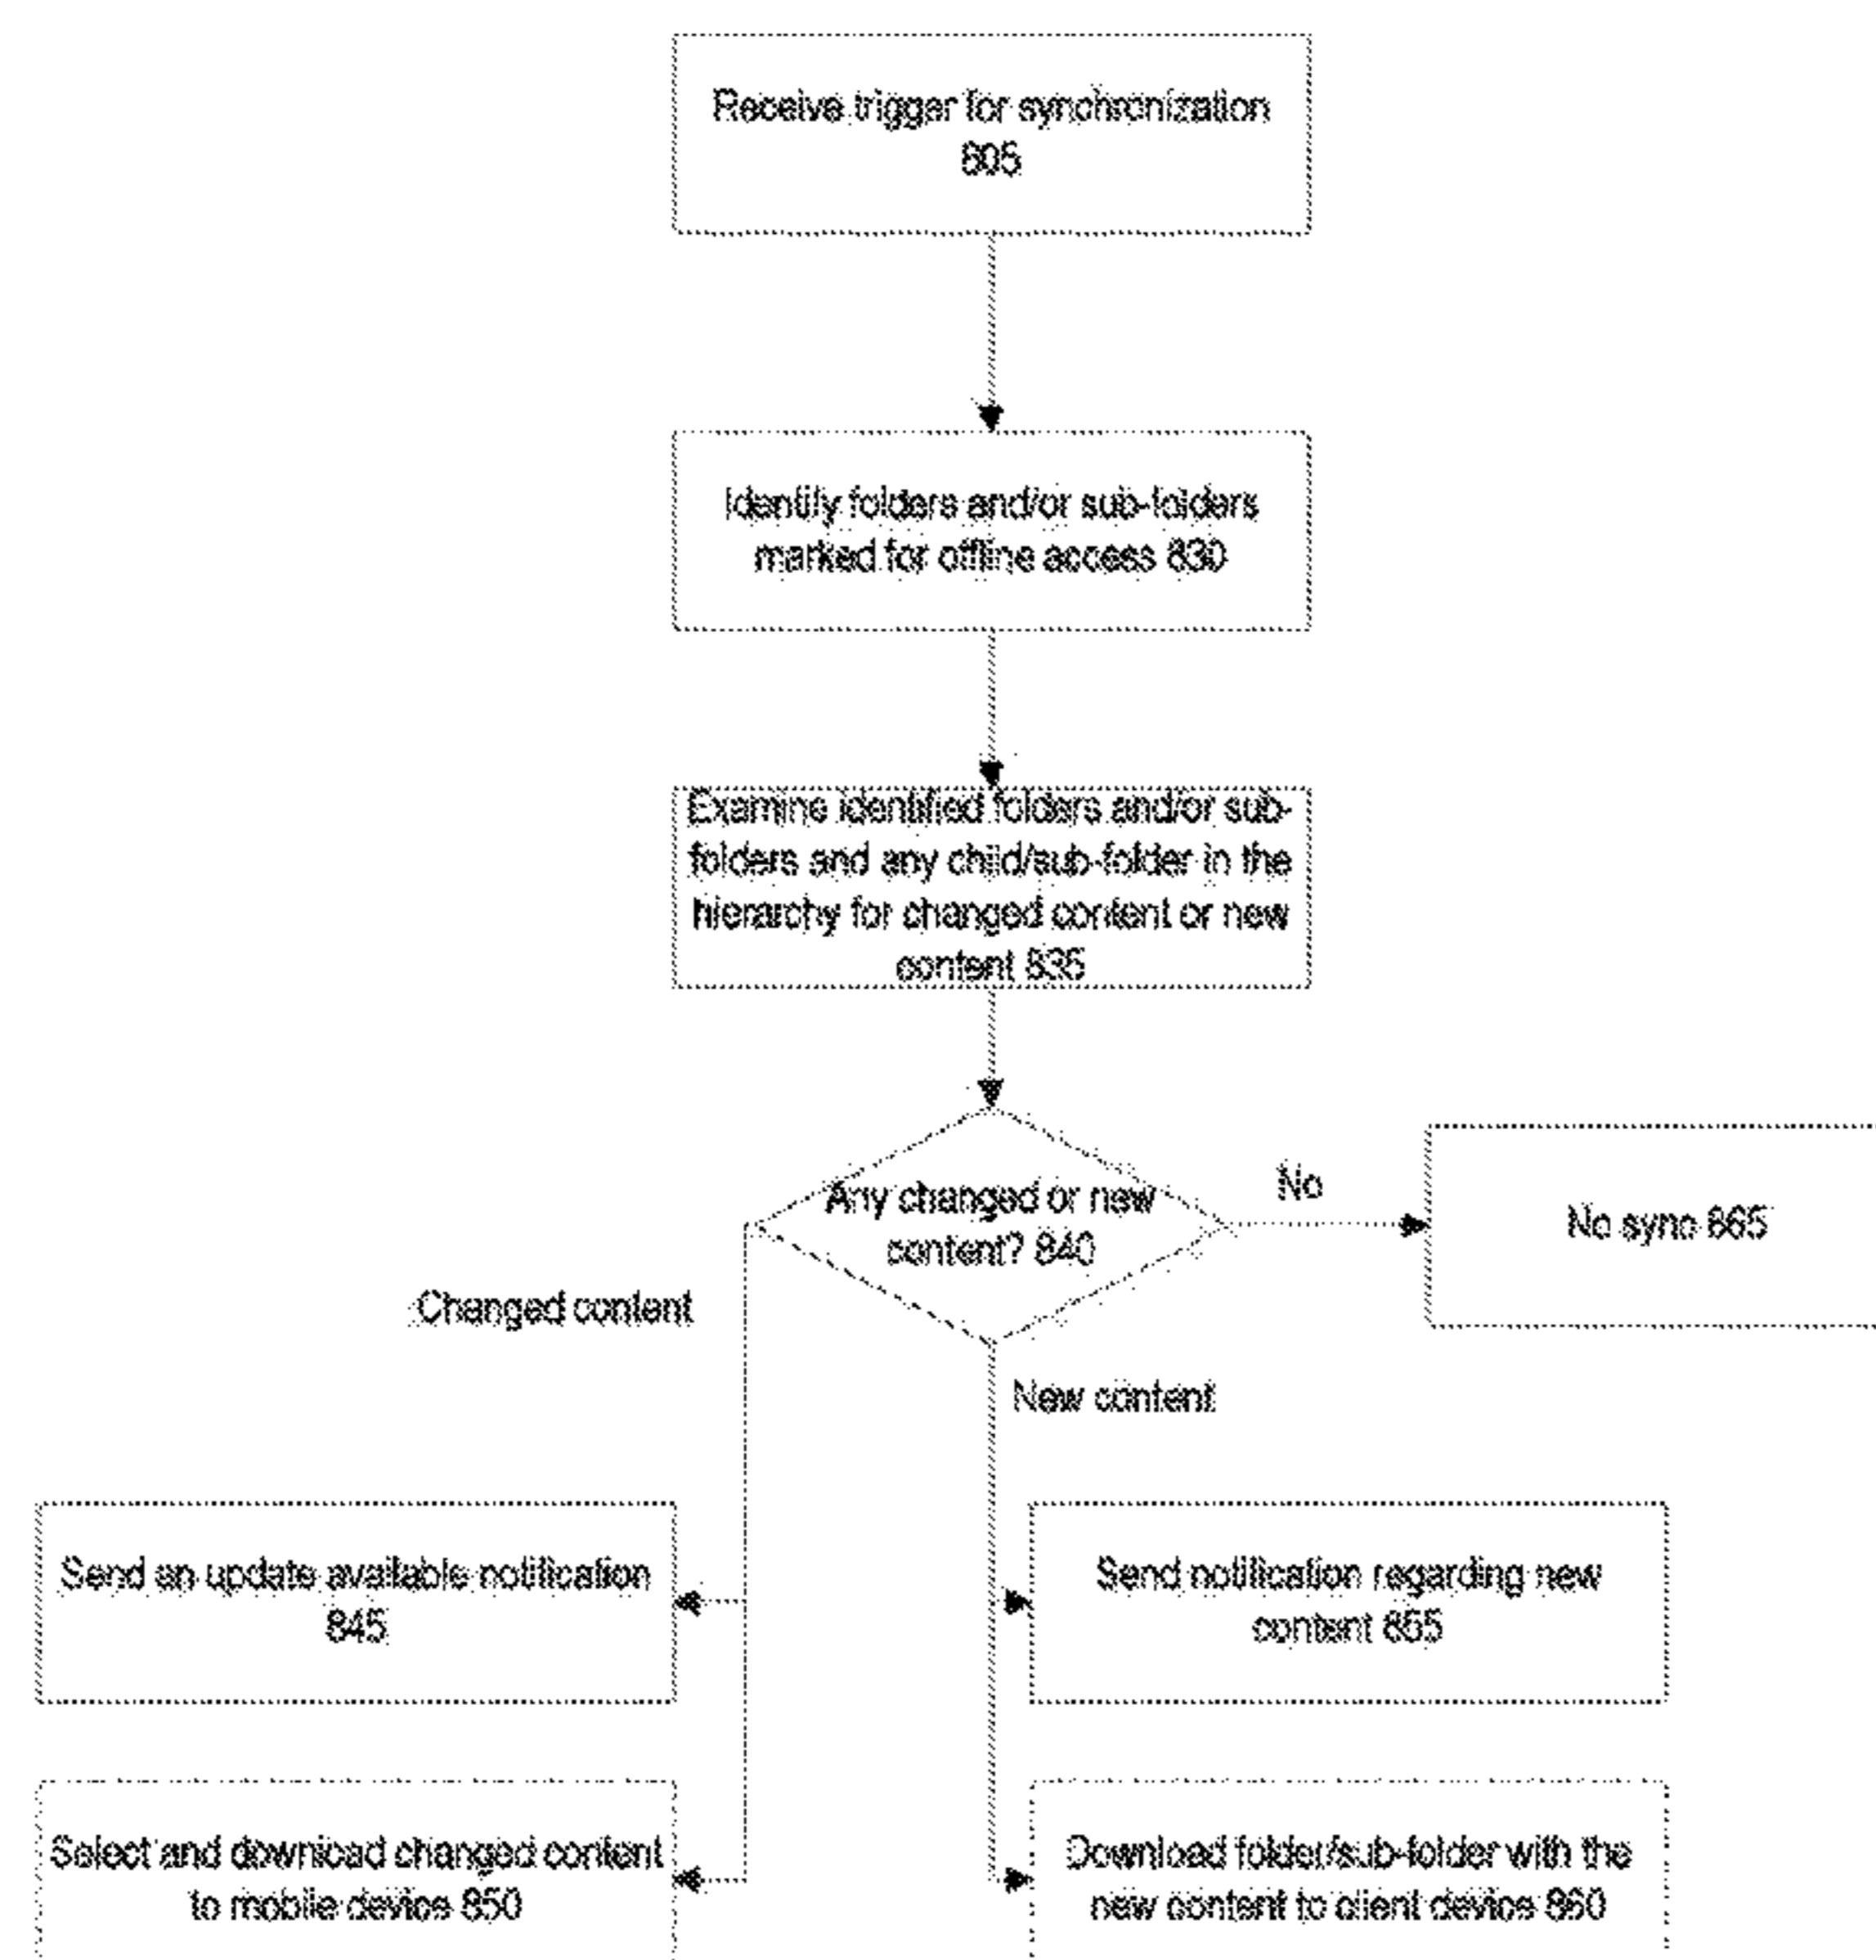 Receive trigger for synchronization
805
Identify folders and/or sub-folders
marked for offline access 830
Examine identified folders and/or sub-
folders and any child/sub-folder in the
hierarchy for changed content or new
content 835
Any changed or new
content? 840
No
No sync 865
Changed content
New content
Send an update available notification
845
Send notification regarding new
content 855
Select and download changed content
to mobile device 850
Download folder/sub-folder with the
new content to client device 860